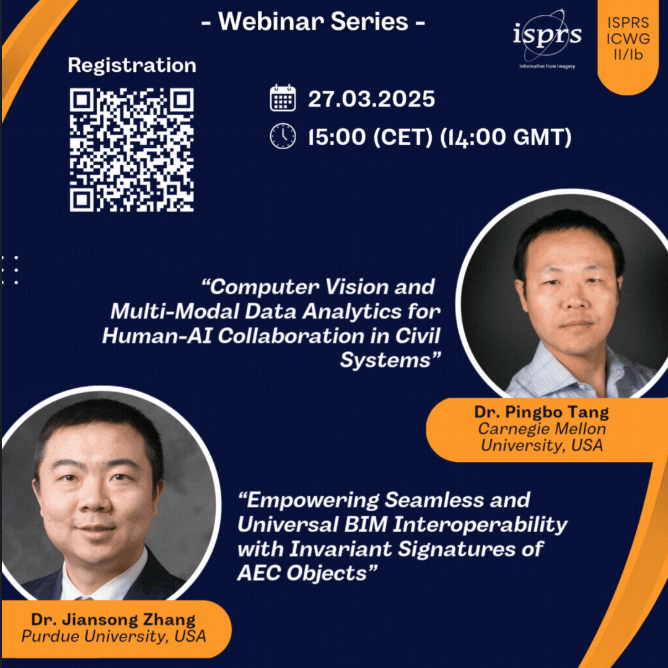 - Webinar Series -
isprs
information from imagery
ISPRS
ICWG
II/Ib
Registration
27.03.2025
15:00 (CET) (14:00 GMT)
“Computer Vision and
Multi-Modal Data Analytics for
Human-AI Collaboration in Civil
Systems”
Dr. Pingbo Tang
Carnegie Mellon
University, USA
“Empowering Seamless and
Universal BIM Interoperability
with Invariant Signatures of
AEC Objects”
Dr. Jiansong Zhang
Purdue University, USA